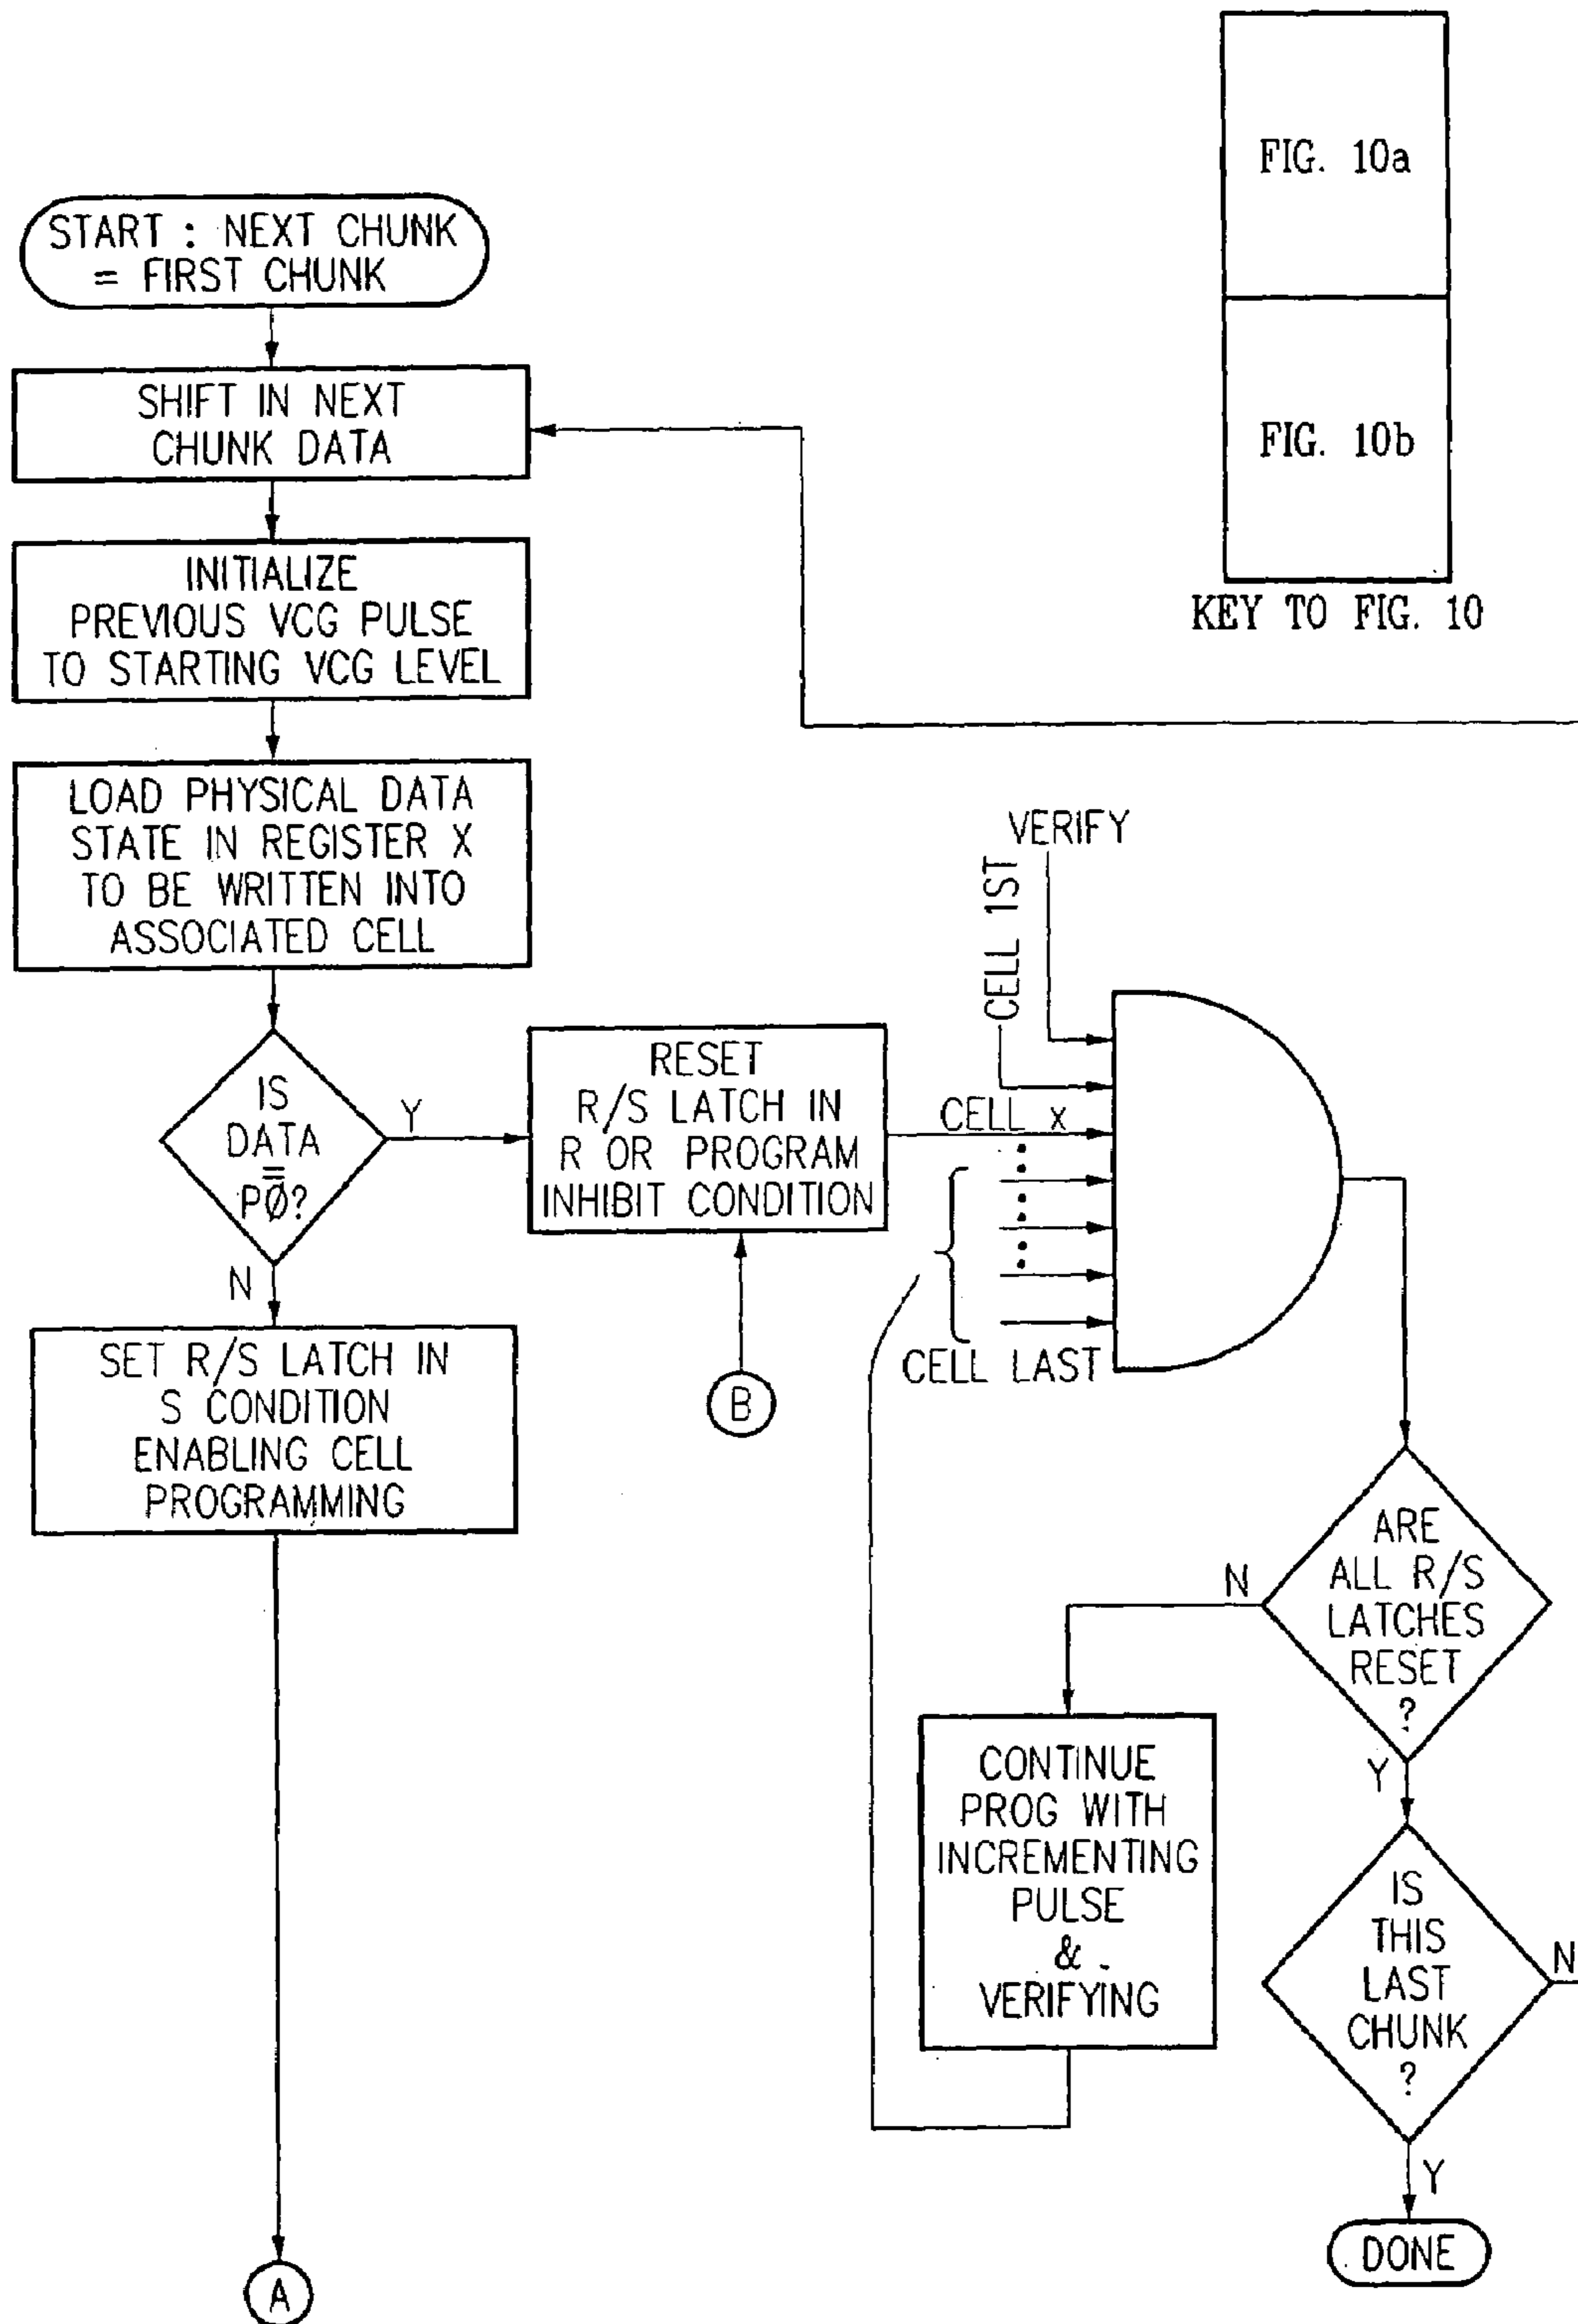 FIG. 10a
FIG. 10b
KEY TO FIG. 10
START : NEXT CHUNK
= FIRST CHUNK
SHIFT IN NEXT
CHUNK DATA
INITIALIZE
PREVIOUS VCG PULSE
TO STARTING VCG LEVEL
LOAD PHYSICAL DATA
STATE IN REGISTER X
TO BE WRITTEN INTO
ASSOCIATED CELL
IS
DATA
=
PØ?
Y
N
RESET
R/S LATCH IN
R OR PROGRAM
INHIBIT CONDITION
B
SET R/S LATCH IN
S CONDITION
ENABLING CELL
PROGRAMMING
A
VERIFY
CELL 1ST
CELL x
CELL LAST
ARE
ALL R/S
LATCHES
RESET
?
N
Y
CONTINUE
PROG WITH
INCREMENTING
PULSE
&
VERIFYING
IS
THIS
LAST
CHUNK
?
N
Y
DONE